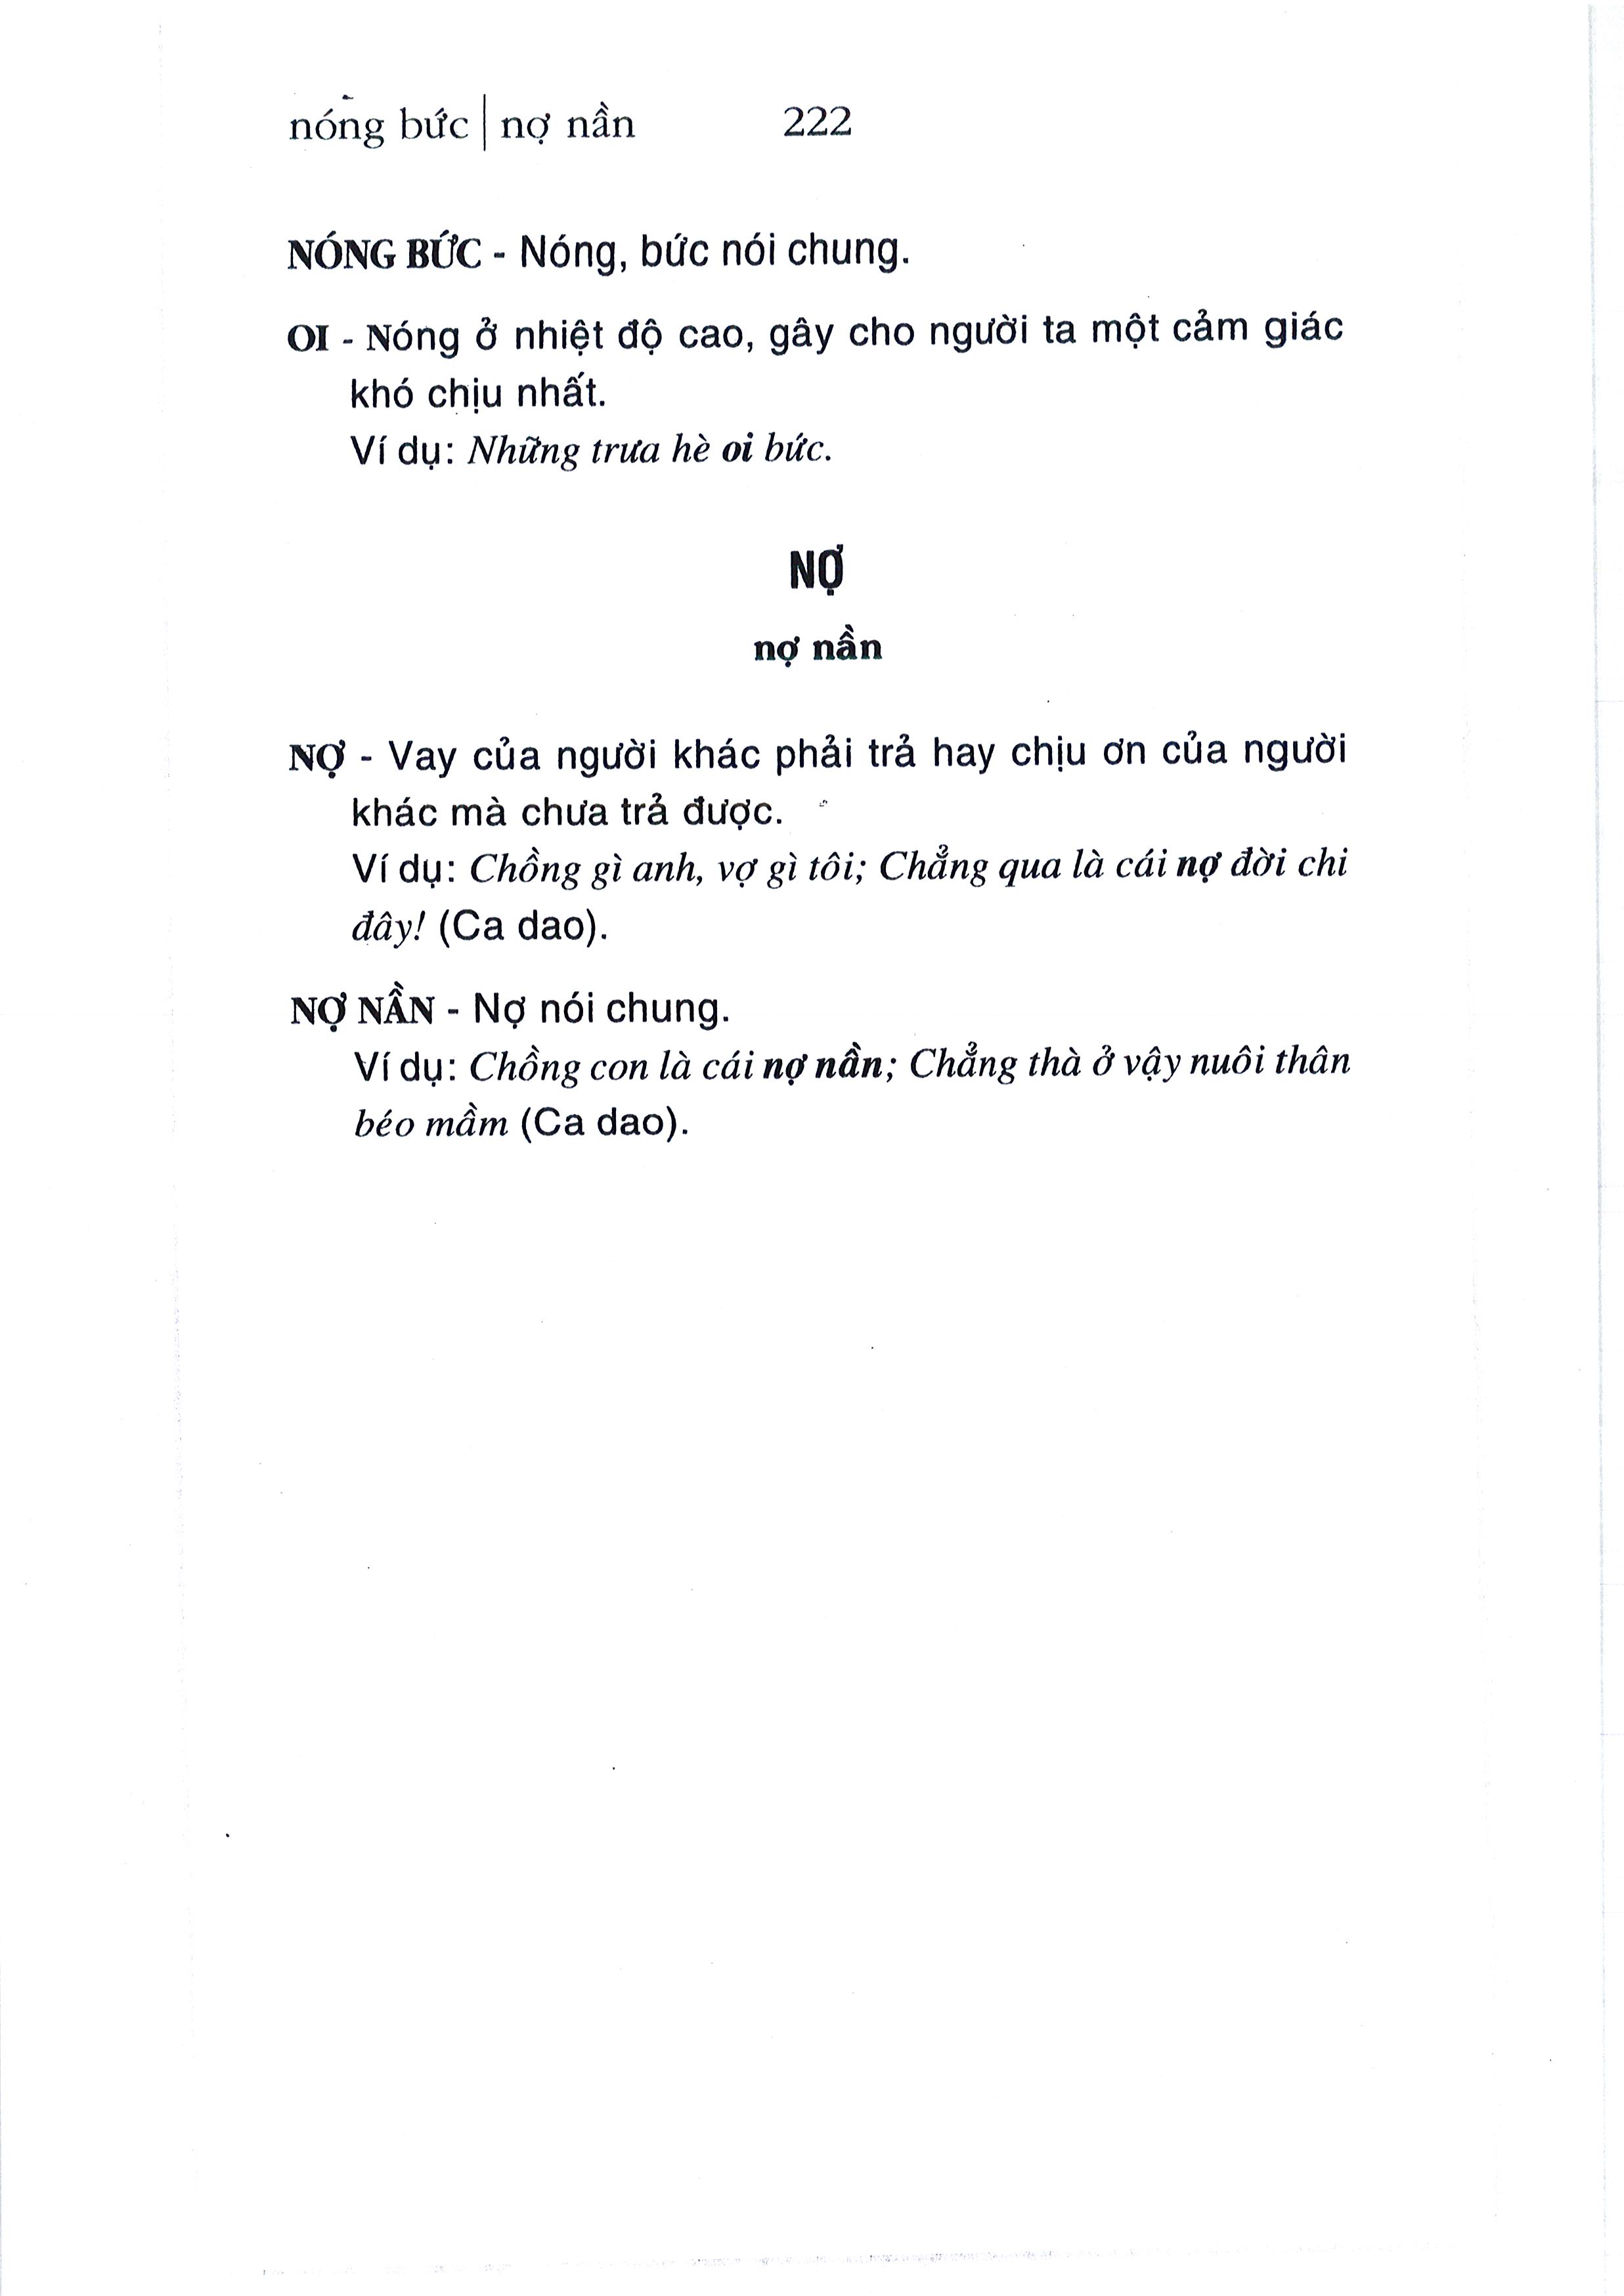 nóng bức | nợ nần 222
NÓNG BỨC - Nóng, bức nói chung.
OI - Nóng ở nhiệt độ cao, gây cho người ta một cảm giác
khó chịu nhất.
Ví dụ: Những trưa hè oi bức.
NỢ
nợ nần
NỢ - Vay của người khác phải trả hay chịu ơn của người
khác mà chưa trả được.
Ví dụ: Chồng gì anh, vợ gì tôi; Chẳng qua là cái nợ đời chi
đây! (Ca dao).
NỢ NẦN - Nợ nói chung.
Ví dụ: Chồng con là cái nợ nần; Chẳng thà ở vậy nuôi thân
béo mầm (Ca dao).